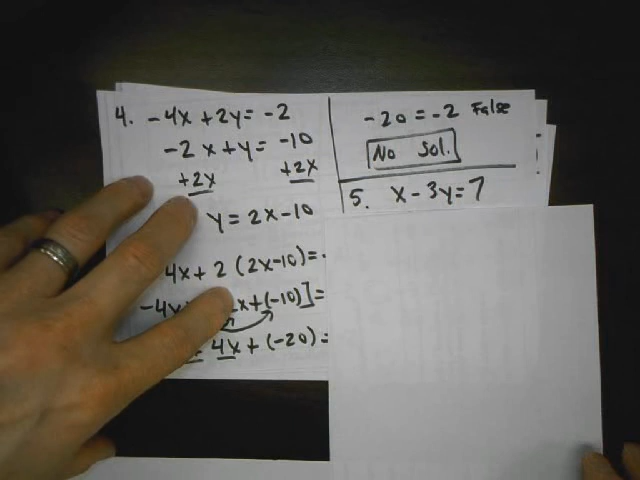 4. -4x + 2y = -2
-2x + y = -10
+2x +2x
y = 2x - 10
4x + 2 (2x - 10) =
-4x x + (-10)] =
4x + (-20) =
-20 = -2 False
No Sol.
5. x - 3y = 7